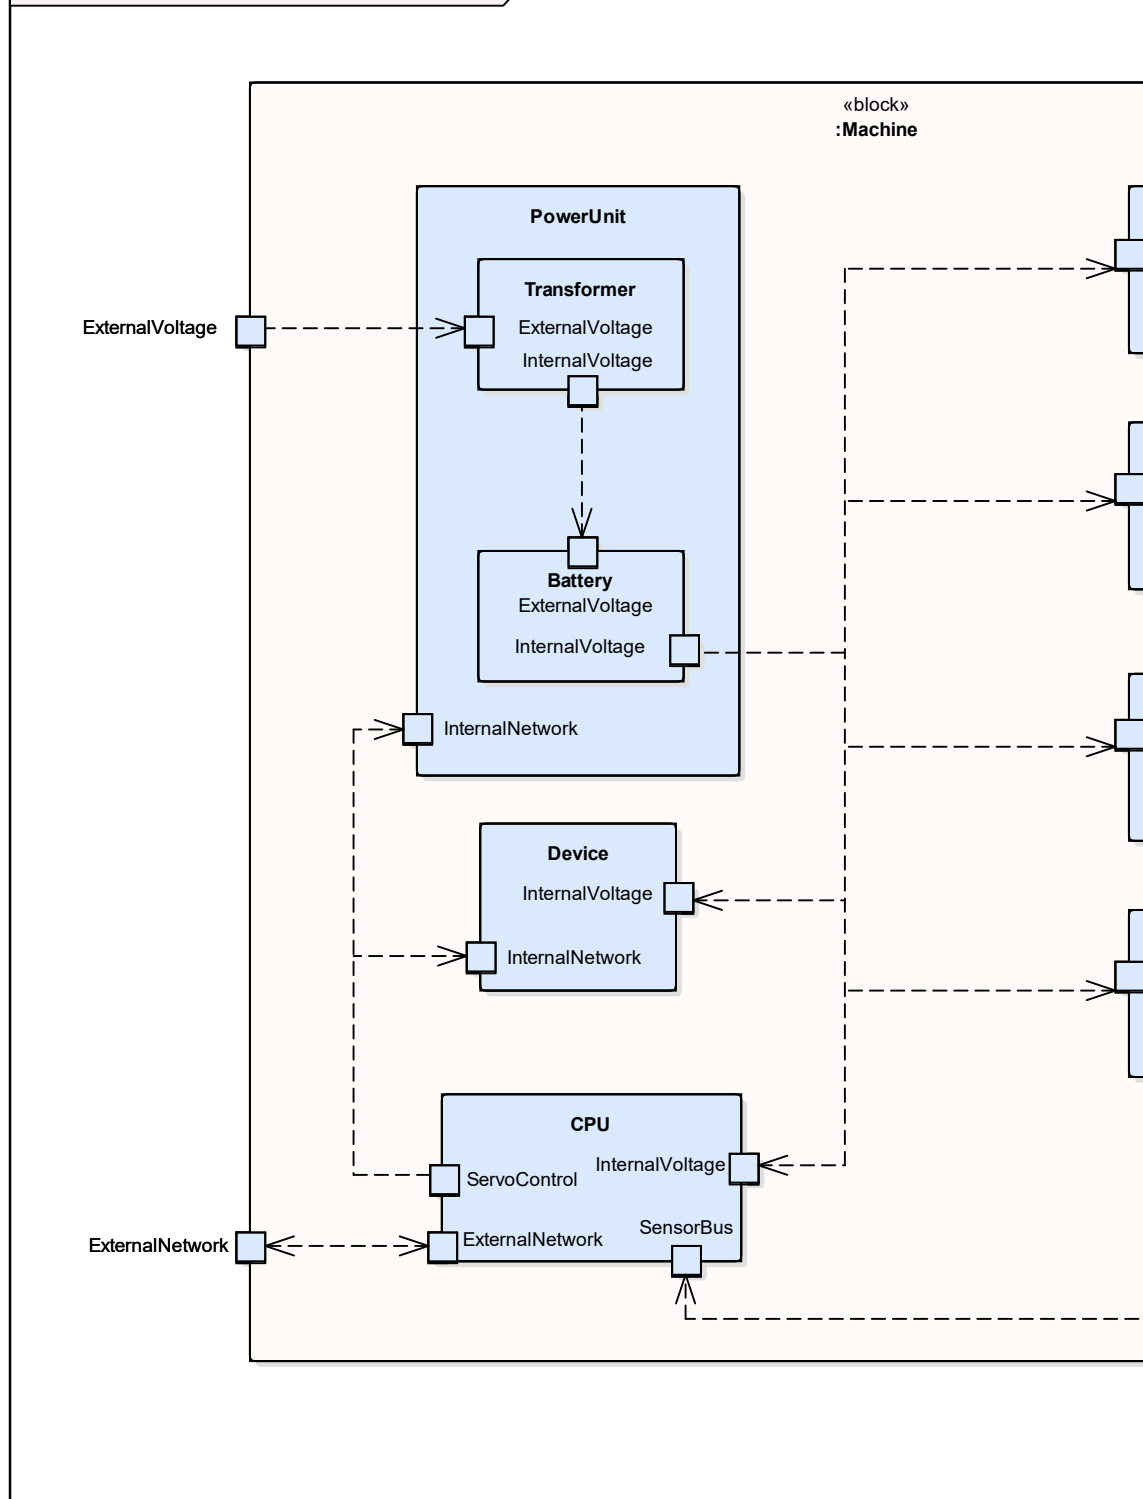 «block»
:Machine
PowerUnit
Transformer
ExternalVoltage
ExternalVoltage
InternalVoltage
Battery
ExternalVoltage
InternalVoltage
InternalNetwork
Device
InternalVoltage
InternalNetwork
CPU
InternalVoltage
ServoControl
SensorBus
ExternalNetwork
ExternalNetwork